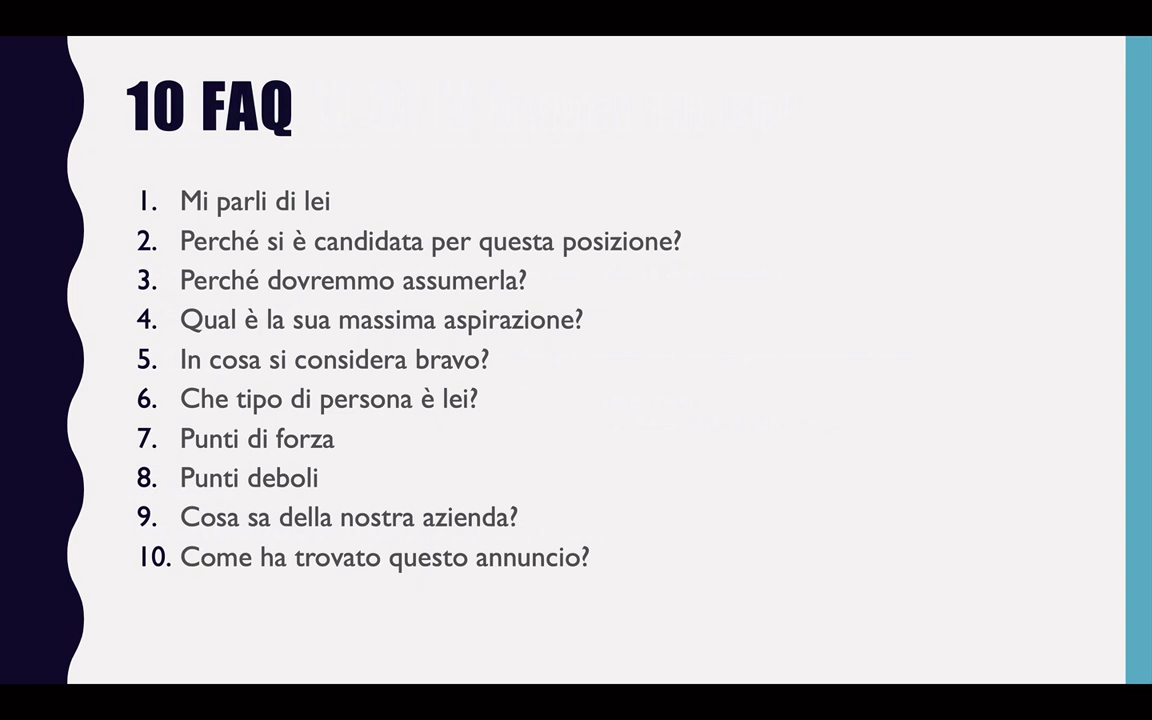 10 FAQ
1. Mi parli di lei
2. Perché si è candidata per questa posizione?
3. Perché dovremmo assumerla?
4. Qual è la sua massima aspirazione?
5. In cosa si considera bravo?
6. Che tipo di persona è lei?
7. Punti di forza
8. Punti deboli
9. Cosa sa della nostra azienda?
10. Come ha trovato questo annuncio?